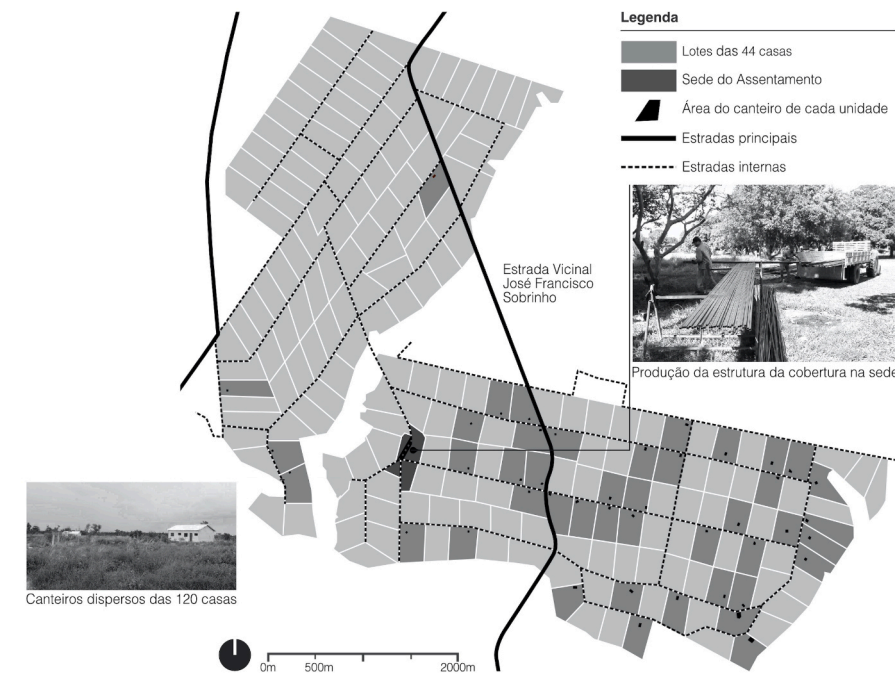 Legenda
Lotes das 44 casas
Sede do Assentamento
Área do canteiro de cada unidade
Estradas principais
Estradas internas
Estrada Vicinal
José Francisco
Sobrinho
Produção da estrutura da cobertura na sede
Canteiros dispersos das 120 casas
0m
500m
2000m